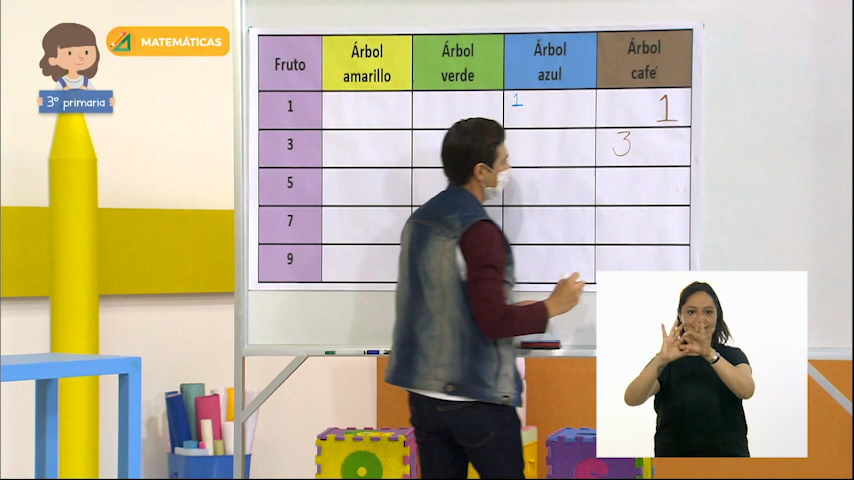 MATEMÁTICAS
3° primaria
Fruto Árbol amarillo Árbol verde Árbol azul Árbol café
1 1 1
3 3
5
7
9